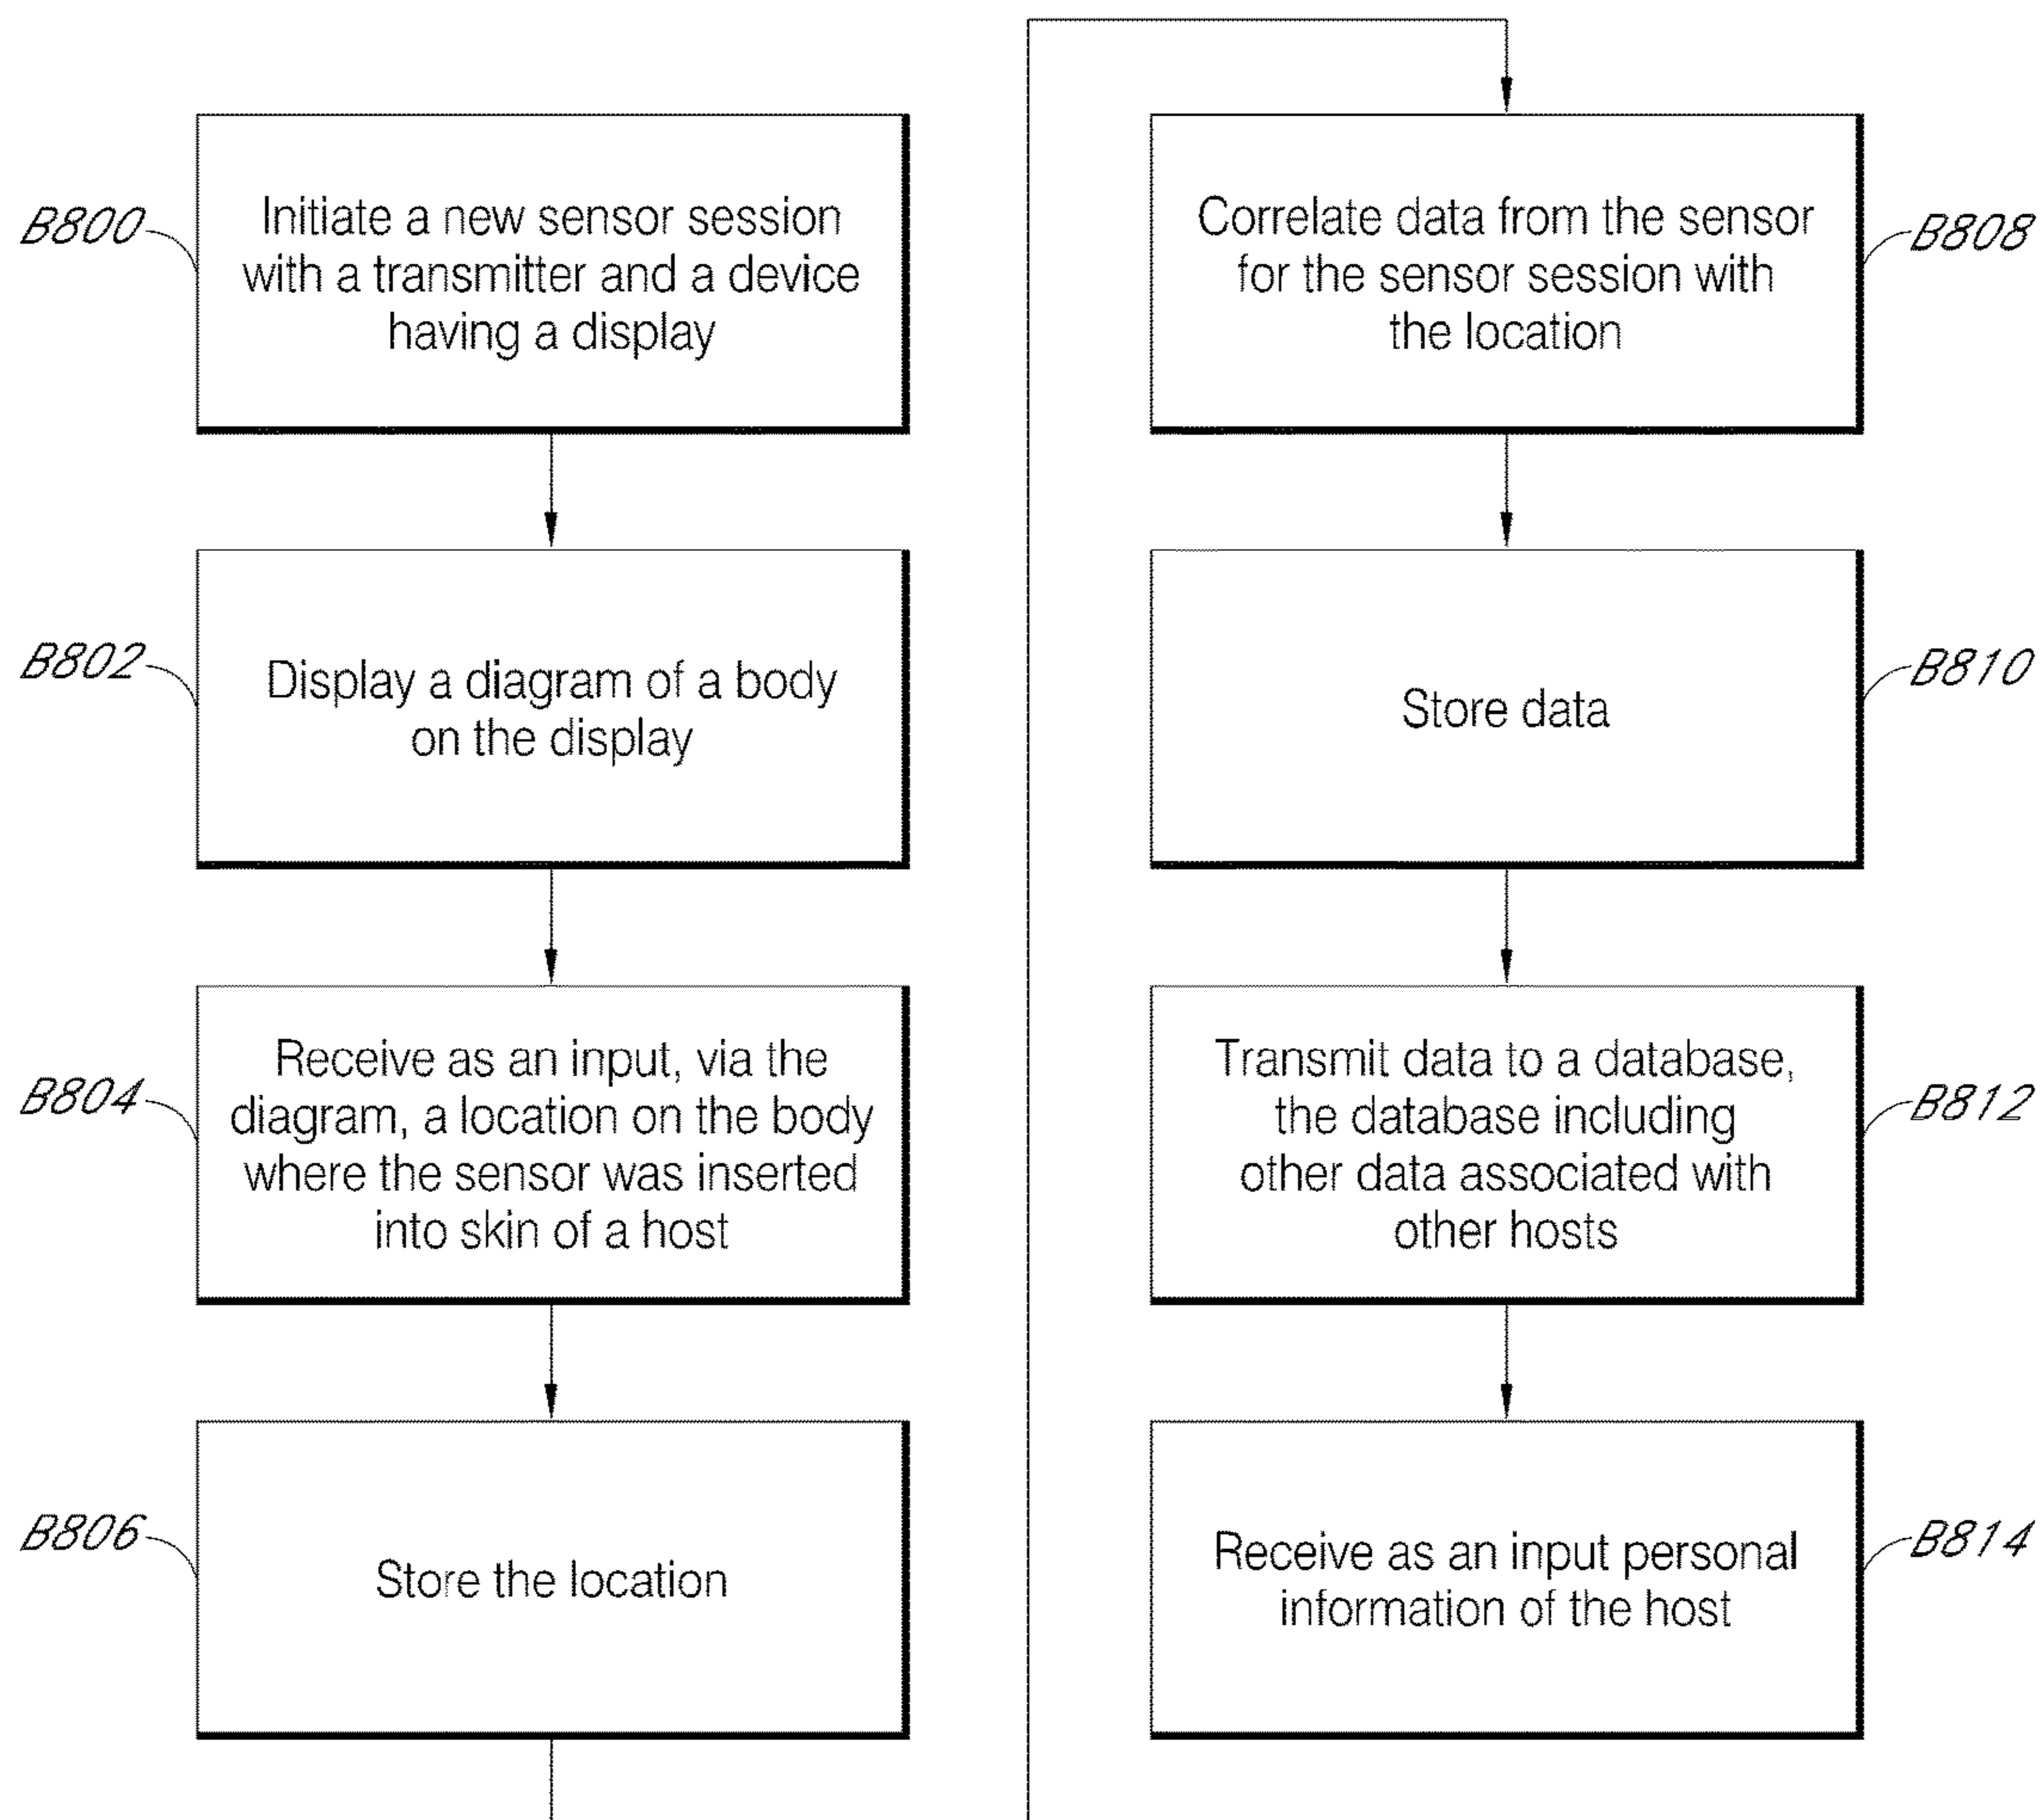 B800
Initiate a new sensor session
with a transmitter and a device
having a display
B802
Display a diagram of a body
on the display
B804
Receive as an input, via the
diagram, a location on the body
where the sensor was inserted
into skin of a host
B806
Store the location
B808
Correlate data from the sensor
for the sensor session with
the location
B810
Store data
B812
Transmit data to a database,
the database including
other data associated with
other hosts
B814
Receive as an input personal
information of the host